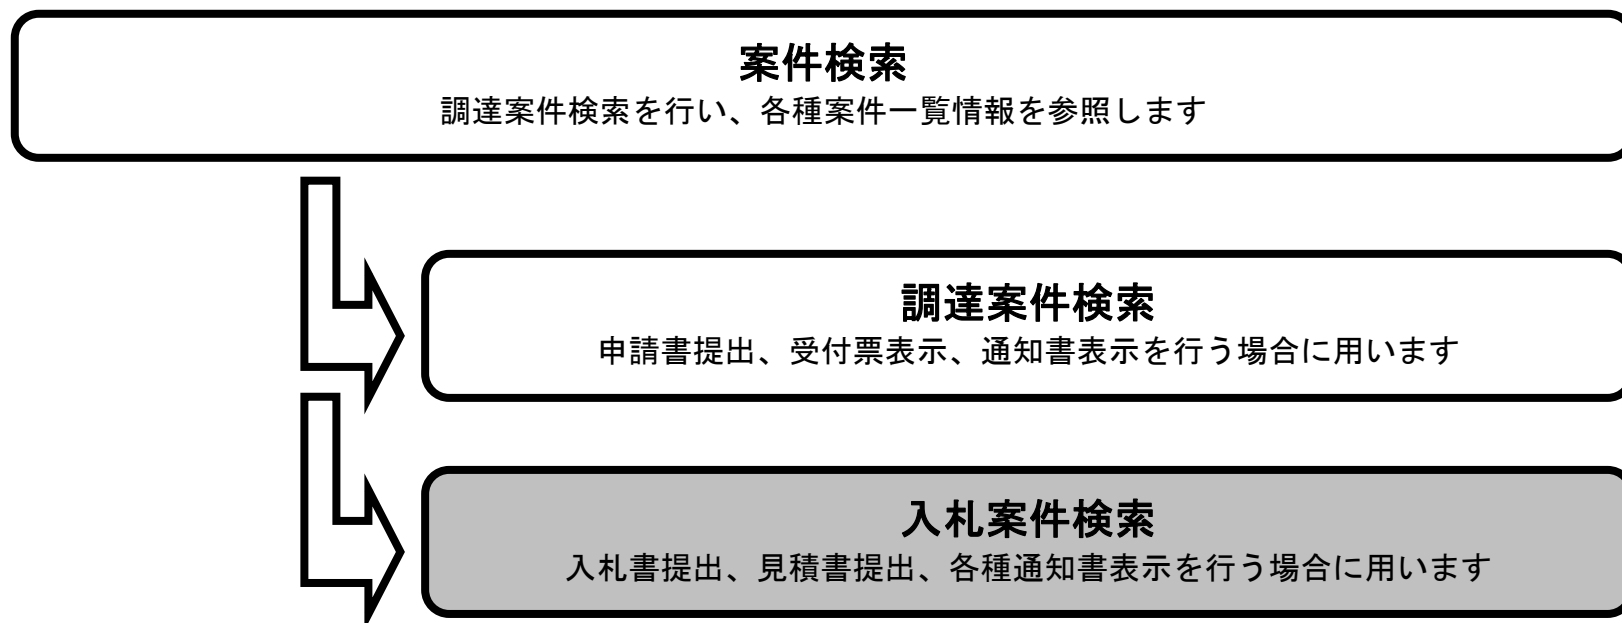 案件検索
調達案件検索を行い、各種案件一覧情報を参照します
調達案件検索
申請書提出、受付票表示、通知書表示を行う場合に用います
入札案件検索
入札書提出、見積書提出、各種通知書表示を行う場合に用います